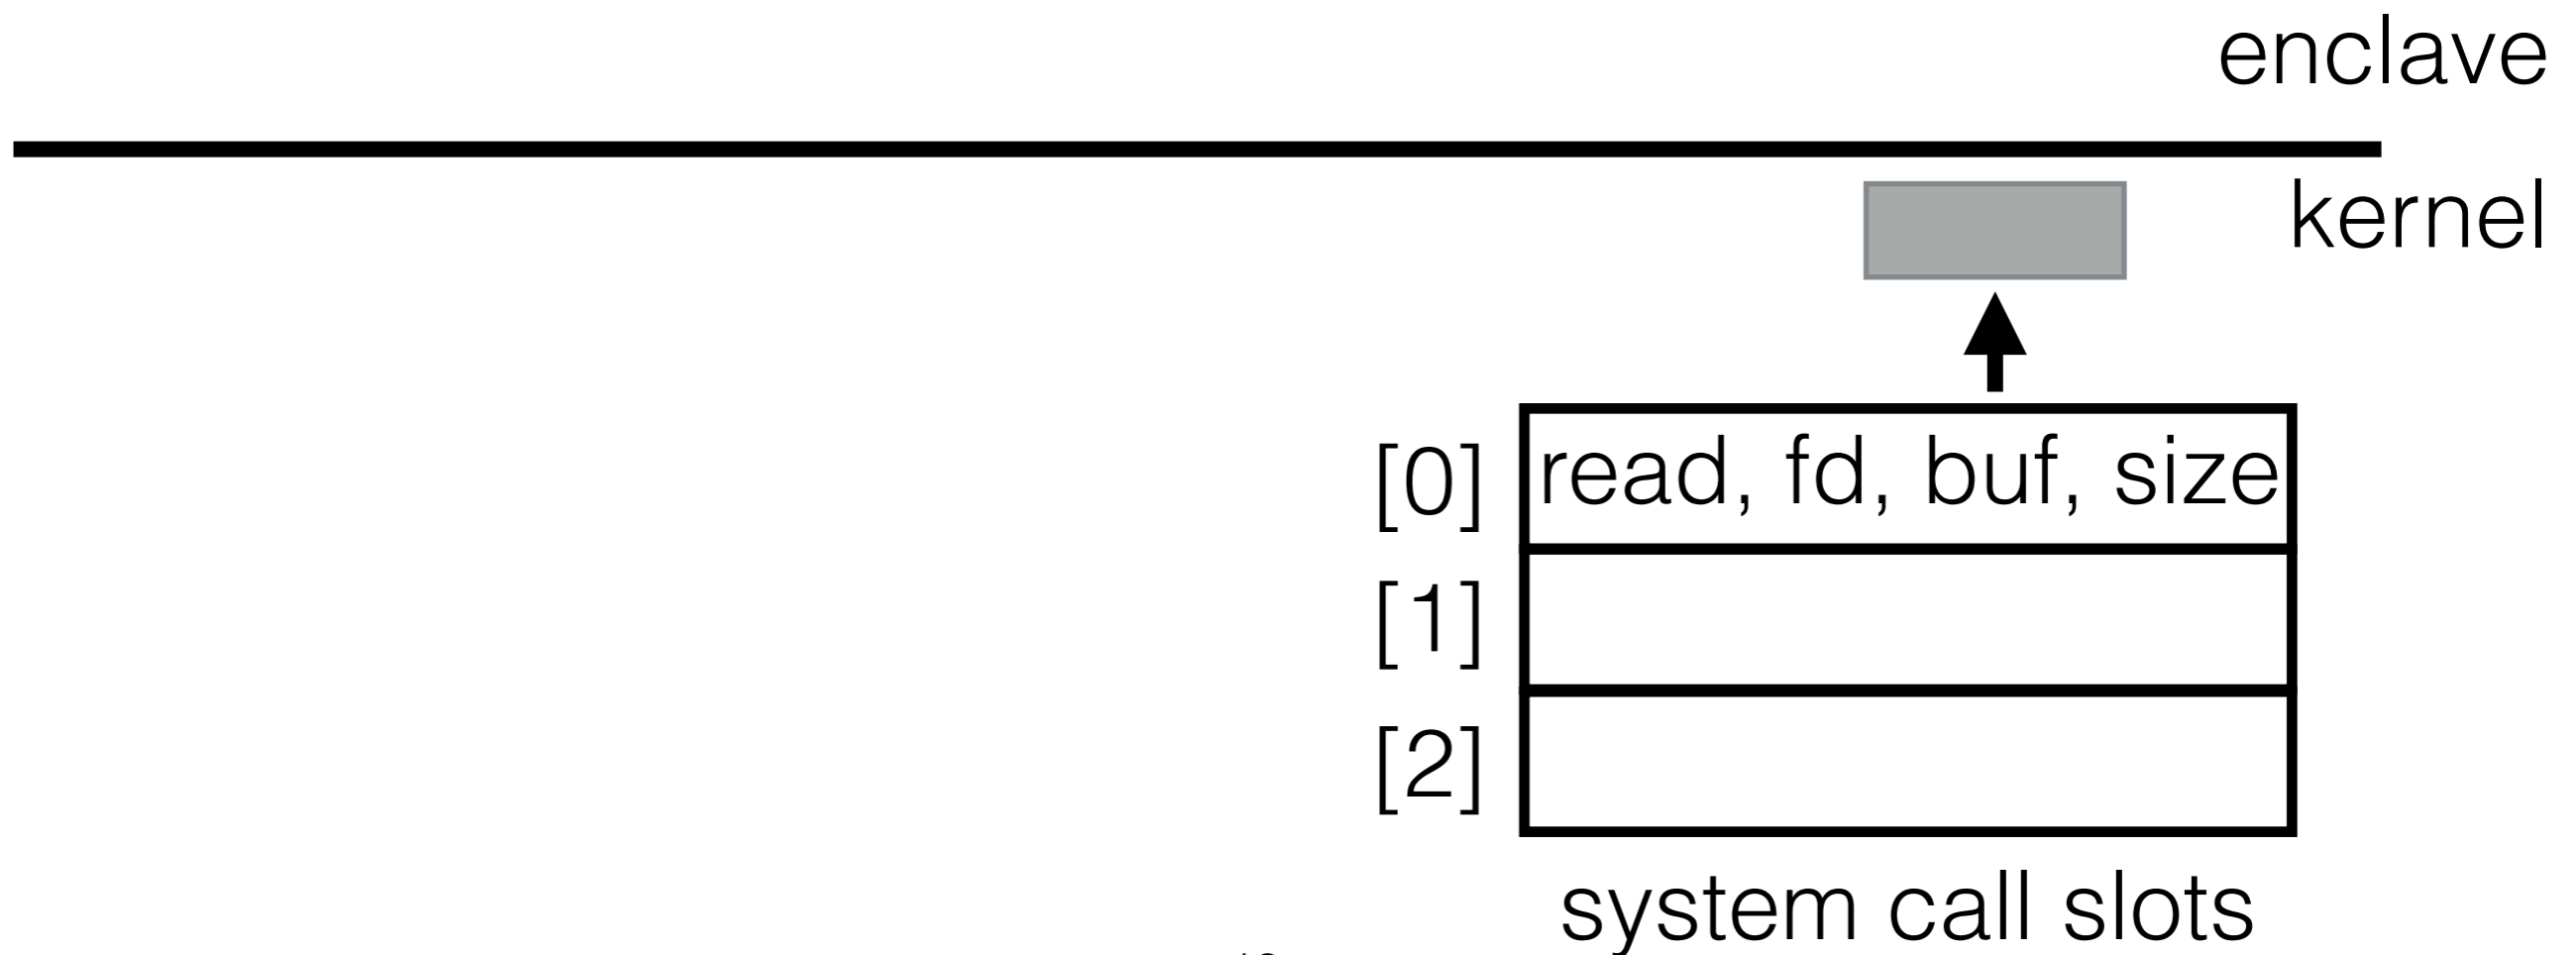 enclave
kernel
[0] read, fd, buf, size
[1]
[2]
system call slots